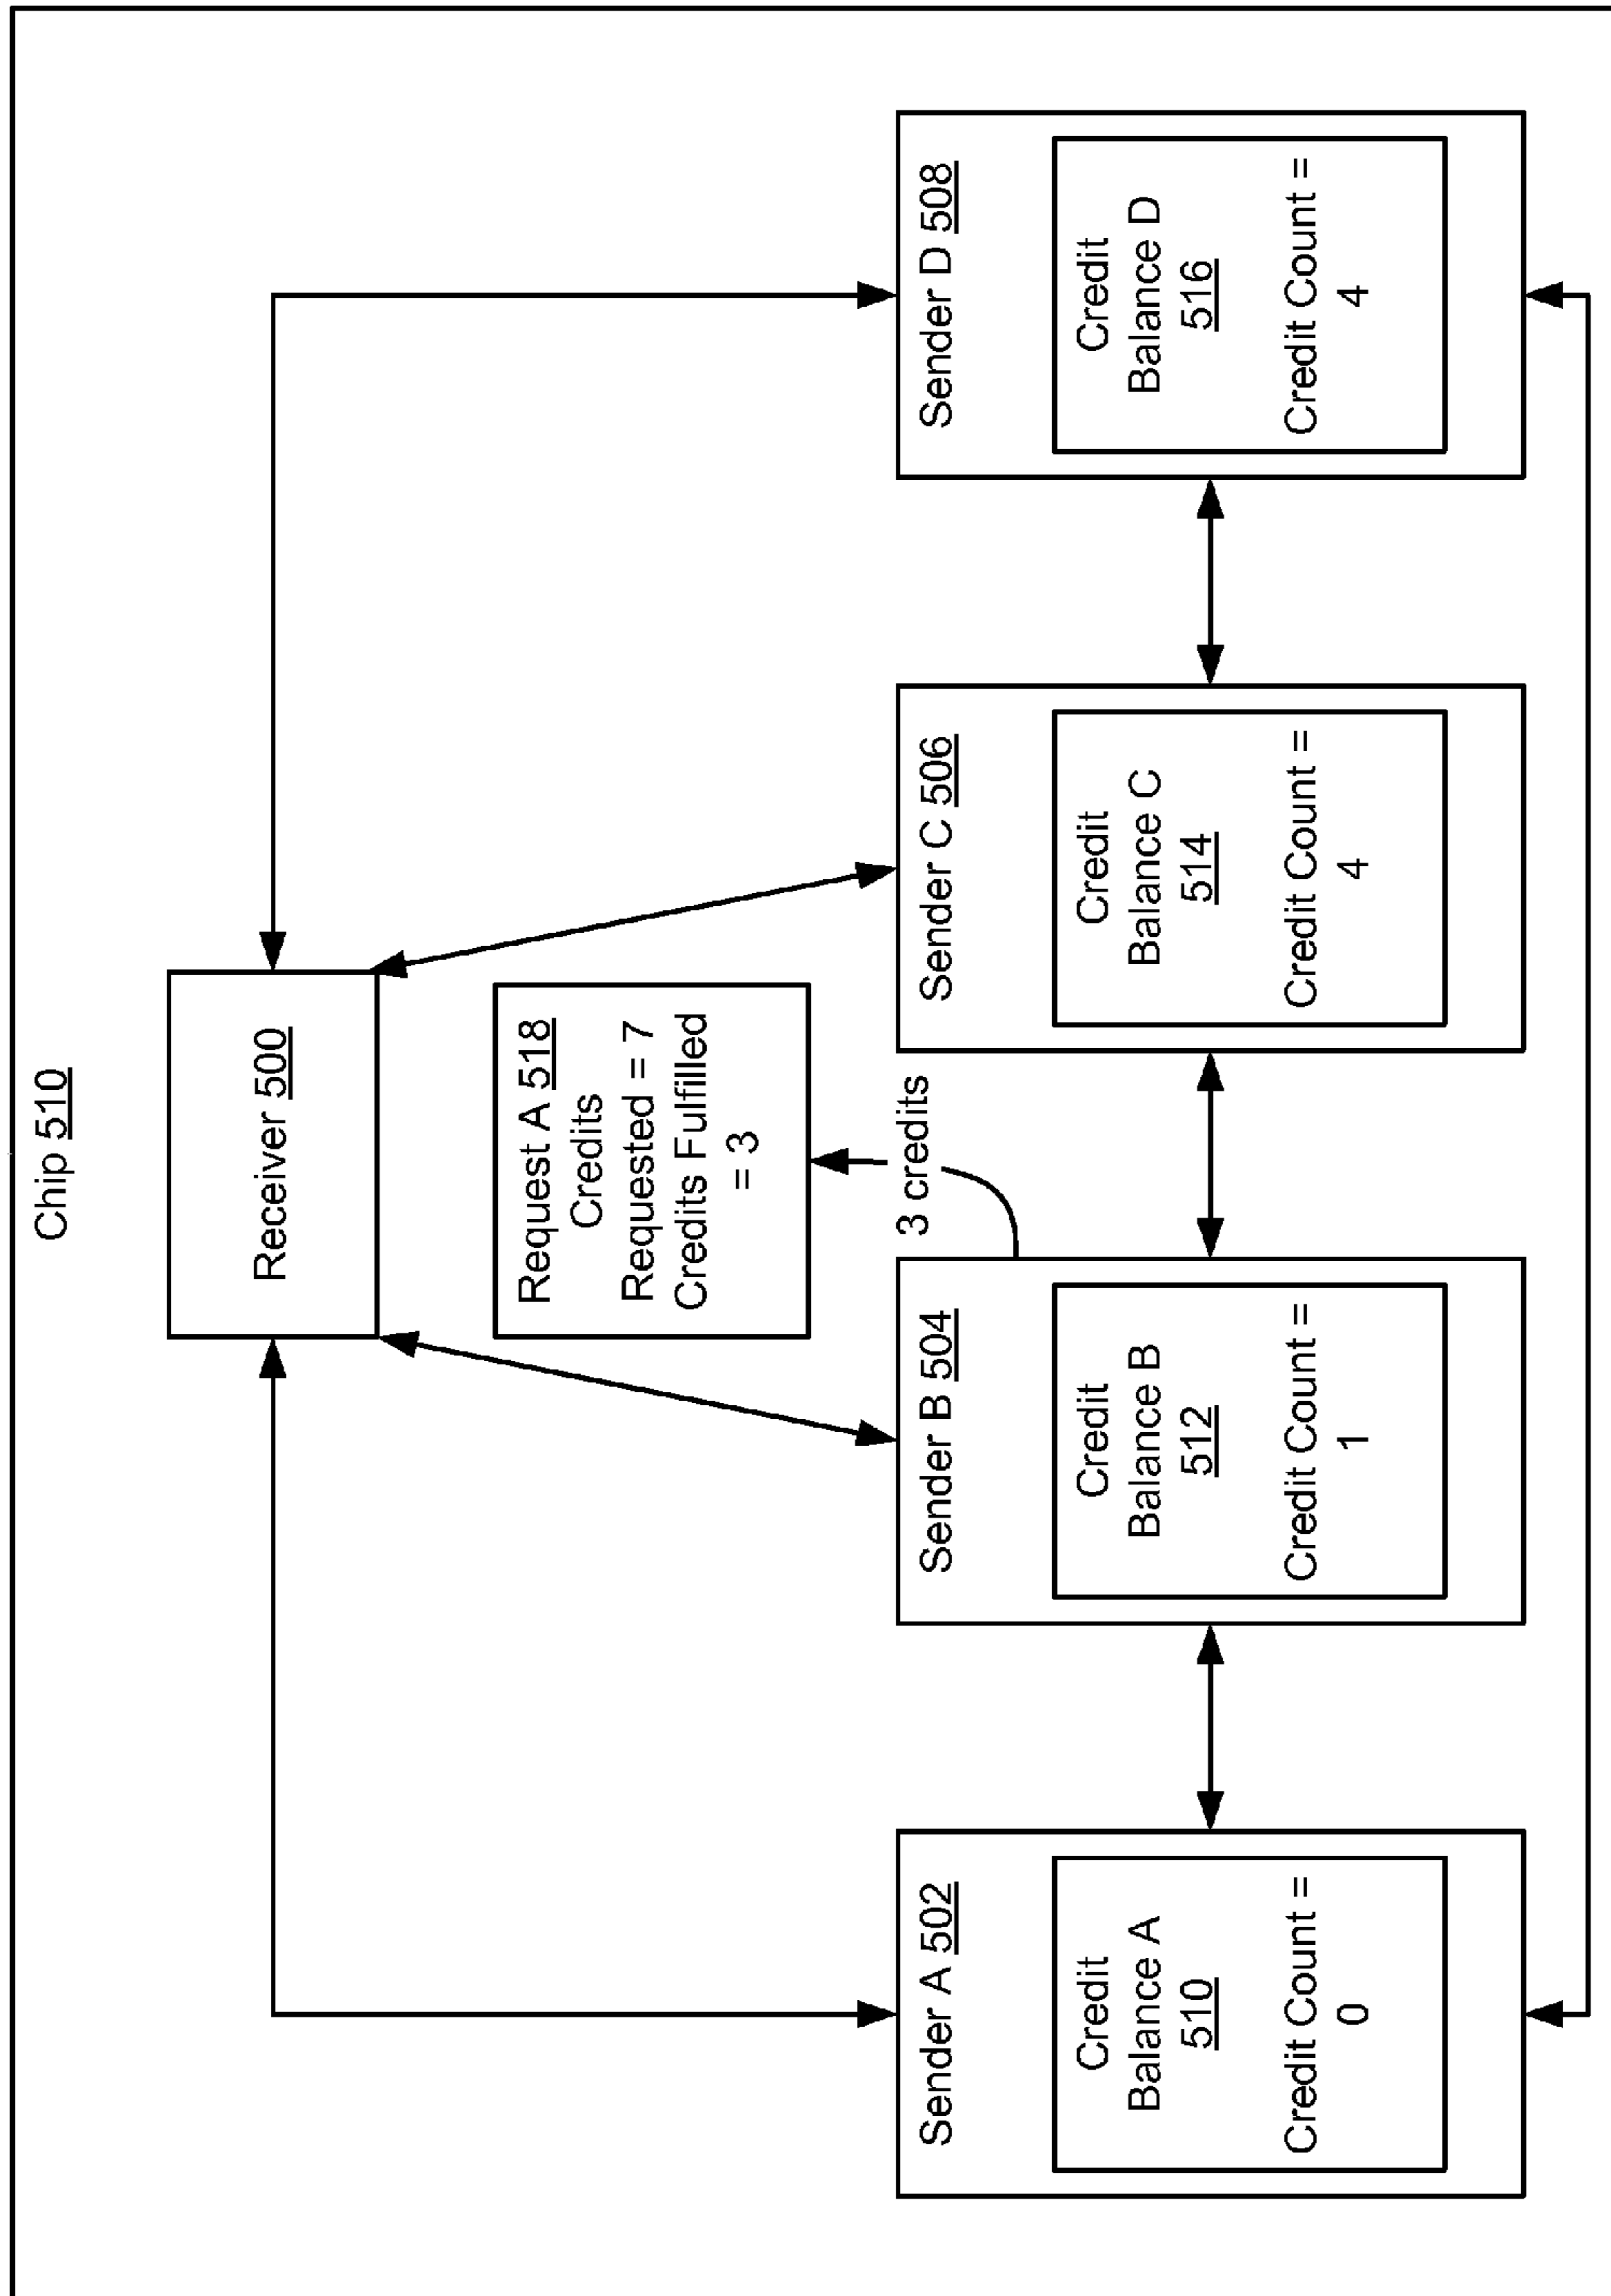 Chip 510
Receiver 500
Request A 518
Credits
Requested = 7
Credits Fulfilled
= 3
3 credits
Sender A 502
Credit
Balance A
510
Credit Count =
0
Sender B 504
Credit
Balance B
512
Credit Count =
1
Sender C 506
Credit
Balance C
514
Credit Count =
4
Sender D 508
Credit
Balance D
516
Credit Count =
4